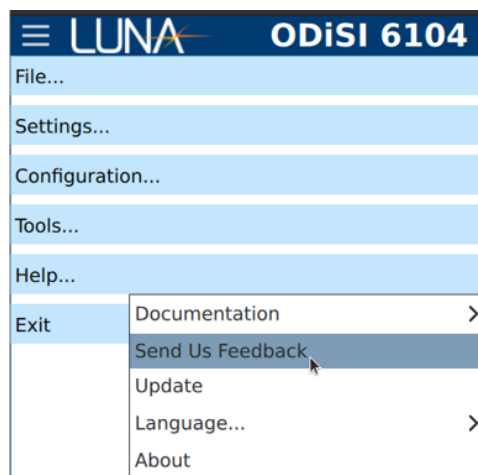 LUNA ODiSI 6104
File...
Settings...
Configuration...
Tools...
Help...
Exit
Documentation
Send Us Feedback
Update
Language...
About